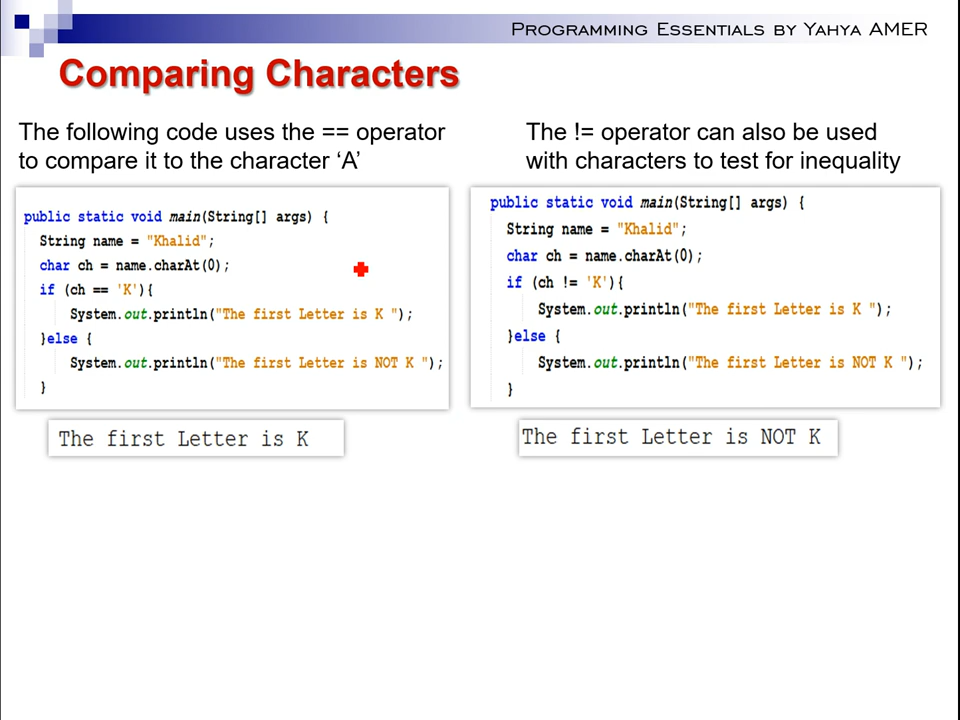 PROGRAMMING ESSENTIALS BY YAHYA AMER
Comparing Characters
The following code uses the == operator
to compare it to the character ‘A’
public static void main(String[] args) {
String name = "Khalid";
char ch = name.charAt(0);
if (ch == 'K'){
System.out.println("The first Letter is K ");
}else {
System.out.println("The first Letter is NOT K ");
}
The first Letter is K
The != operator can also be used
with characters to test for inequality
public static void main(String[] args) {
String name = "Khalid";
char ch = name.charAt(0);
if (ch != 'K'){
System.out.println("The first Letter is K ");
}else {
System.out.println("The first Letter is NOT K ");
}
The first Letter is NOT K